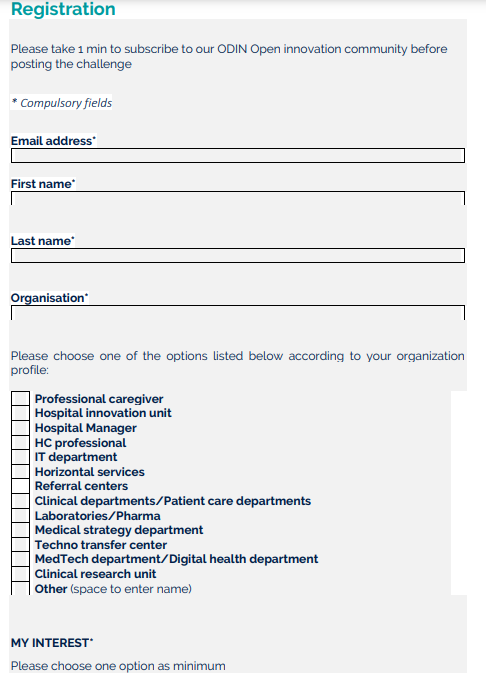 Registration
Please take 1 min to subscribe to our ODIN Open innovation community before
posting the challenge
* Compulsory fields
Email address*
First name*
Last name*
Organisation*
Please choose one of the options listed below according to your organization
profile:
Professional caregiver
Hospital innovation unit
Hospital Manager
HC professional
IT department
Horizontal services
Referral centers
Clinical departments/Patient care departments
Laboratories/Pharma
Medical strategy department
Techno transfer center
MedTech department/Digital health department
Clinical research unit
Other (space to enter name)
MY INTEREST*
Please choose one option as minimum